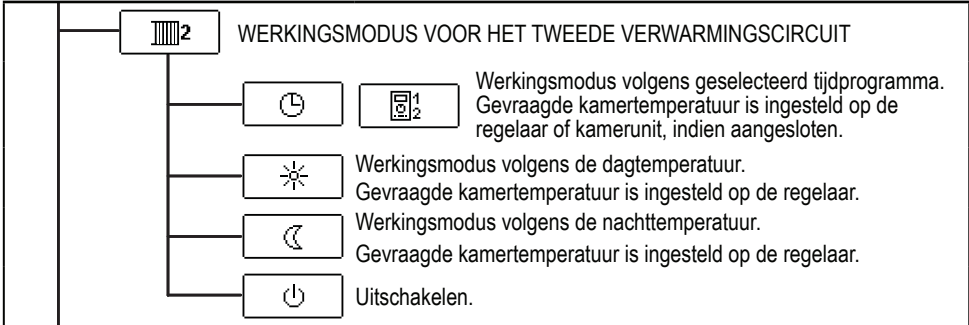 2 WERKINGSMODUS VOOR HET TWEEDE VERWARMINGSCIRCUIT
Werkingsmodus volgens geselecteerd tijdprogramma.
1
2
Gevraagde kamertemperatuur is ingesteld op de
regelaar of kamerunit, indien aangesloten.
Werkingsmodus volgens de dagtemperatuur.
Gevraagde kamertemperatuur is ingesteld op de regelaar.
Werkingsmodus volgens de nachttemperatuur.
Gevraagde kamertemperatuur is ingesteld op de regelaar.
Uitschakelen.